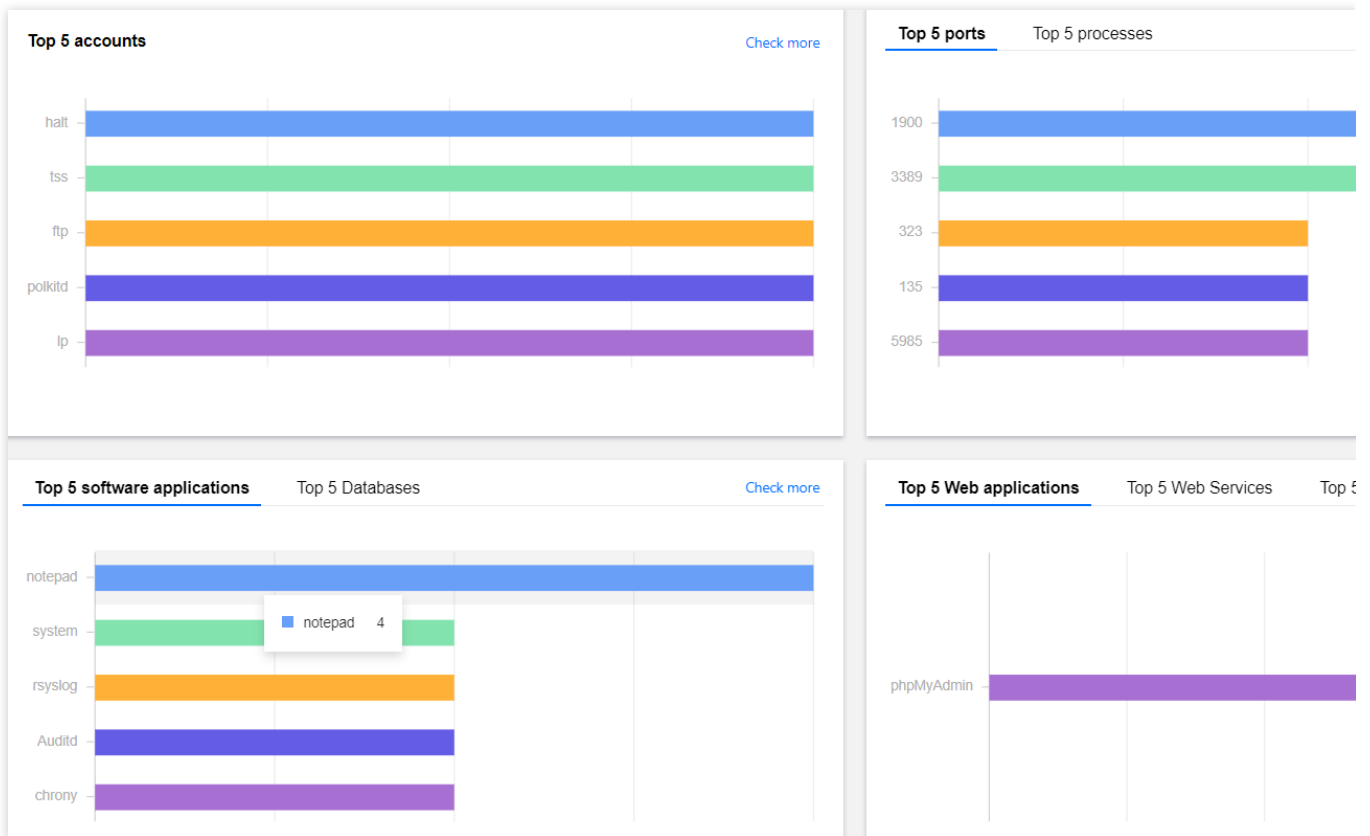 Top 5 accounts
Check more
halt
tss
ftp
polkitd
lp
Top 5 ports
Top 5 processes
1900
3389
323
135
5985
Top 5 software applications
Top 5 Databases
Check more
notepad
notepad 4
system
rsyslog
Auditd
chrony
Top 5 Web applications
Top 5 Web Services
Top 5
phpMyAdmin